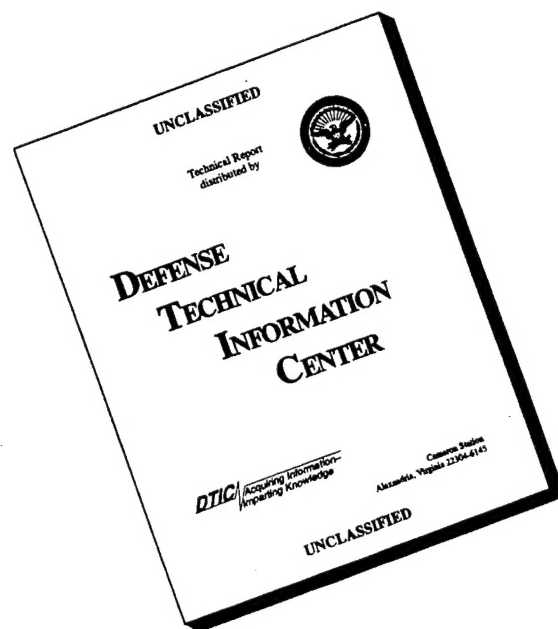 UNCLASSIFIED
Technical Report
distributed by
DEFENSE
TECHNICAL
INFORMATION
CENTER
DTIC Acquiring Information–
Imparting Knowledge
Cameron Station
Alexandria, Virginia 22304-6145
UNCLASSIFIED